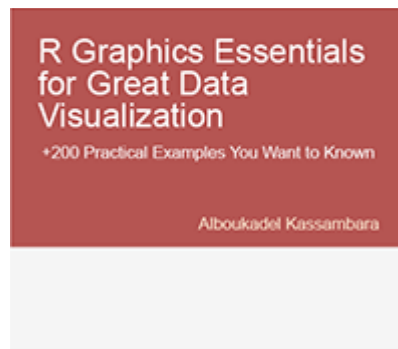 R Graphics Essentials
for Great Data
Visualization
+200 Practical Examples You Want to Known
Alboukadel Kassambara